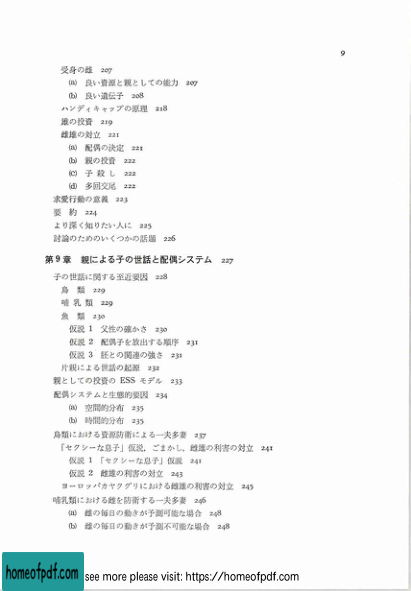 9
受身の雌 207
(a) 良い資源と親としての能力 207
(b) 良い遺伝子 208
ハンディキャップの原理 218
雄の投資 219
雌雄の対立 221
(a) 配偶の決定 221
(b) 親の投資 222
(c) 子殺し 222
(d) 多回交尾 222
求愛行動の意義 223
要 約 224
より深く知りたい人に 225
討論のためのいくつかの話題 226
第9章 親による子の世話と配偶システム 227
子の世話に関する至近要因 228
鳥 類 229
哺 乳 類 229
魚 類 230
仮説 1 父性の確かさ 230
仮説 2 配偶子を放出する順序 231
仮説 3 胚との関連の強さ 231
片親による世話の起源 232
親としての投資の ESS モデル 233
配偶システムと生態的要因 234
(a) 空間的分布 235
(b) 時間的分布 235
鳥類における資源防衛による一夫多妻 237
「セクシーな息子」仮説，ごまかし，雌雄の利害の対立 241
仮説 1 「セクシーな息子」仮説 241
仮説 2 雌雄の利害の対立 243
ヨーロッパカヤクグリにおける雌雄の利害の対立 245
哺乳類における雌を防衛する一夫多妻 246
(a) 雌の毎日の動きが予測可能な場合 248
(b) 雌の毎日の動きが予測不可能な場合 248
homeofpdf.com
see more please visit: https://homeofpdf.com